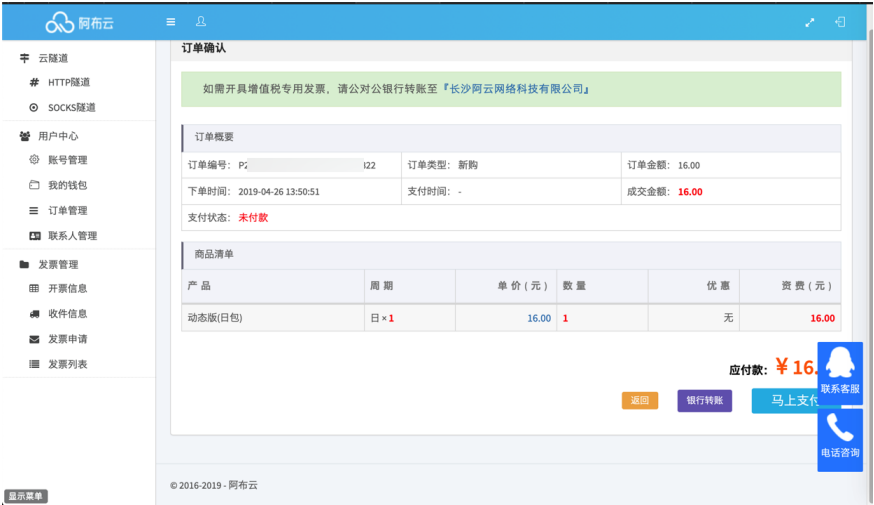 阿布云
订单确认
云隧道
HTTP隧道
SOCKS隧道
用户中心
账号管理
我的钱包
订单管理
联系人管理
发票管理
开票信息
收件信息
发票申请
发票列表
显示菜单
如需开具增值税专用发票，请公对公银行转账至『长沙阿云网络科技有限公司』
订单概要
订单编号： P2 322 订单类型： 新购 订单金额： 16.00
下单时间： 2019-04-26 13:50:51 支付时间： - 成交金额： 16.00
支付状态： 未付款
商品清单
产 品 周 期 单 价 ( 元 ) 数 量 优 惠 资 费 ( 元 )
动态版(日包) 日 × 1 16.00 1 无 16.00
应付款： ￥16.
返回 银行转账 马上支付
联系客服
电话咨询
© 2016-2019 - 阿布云